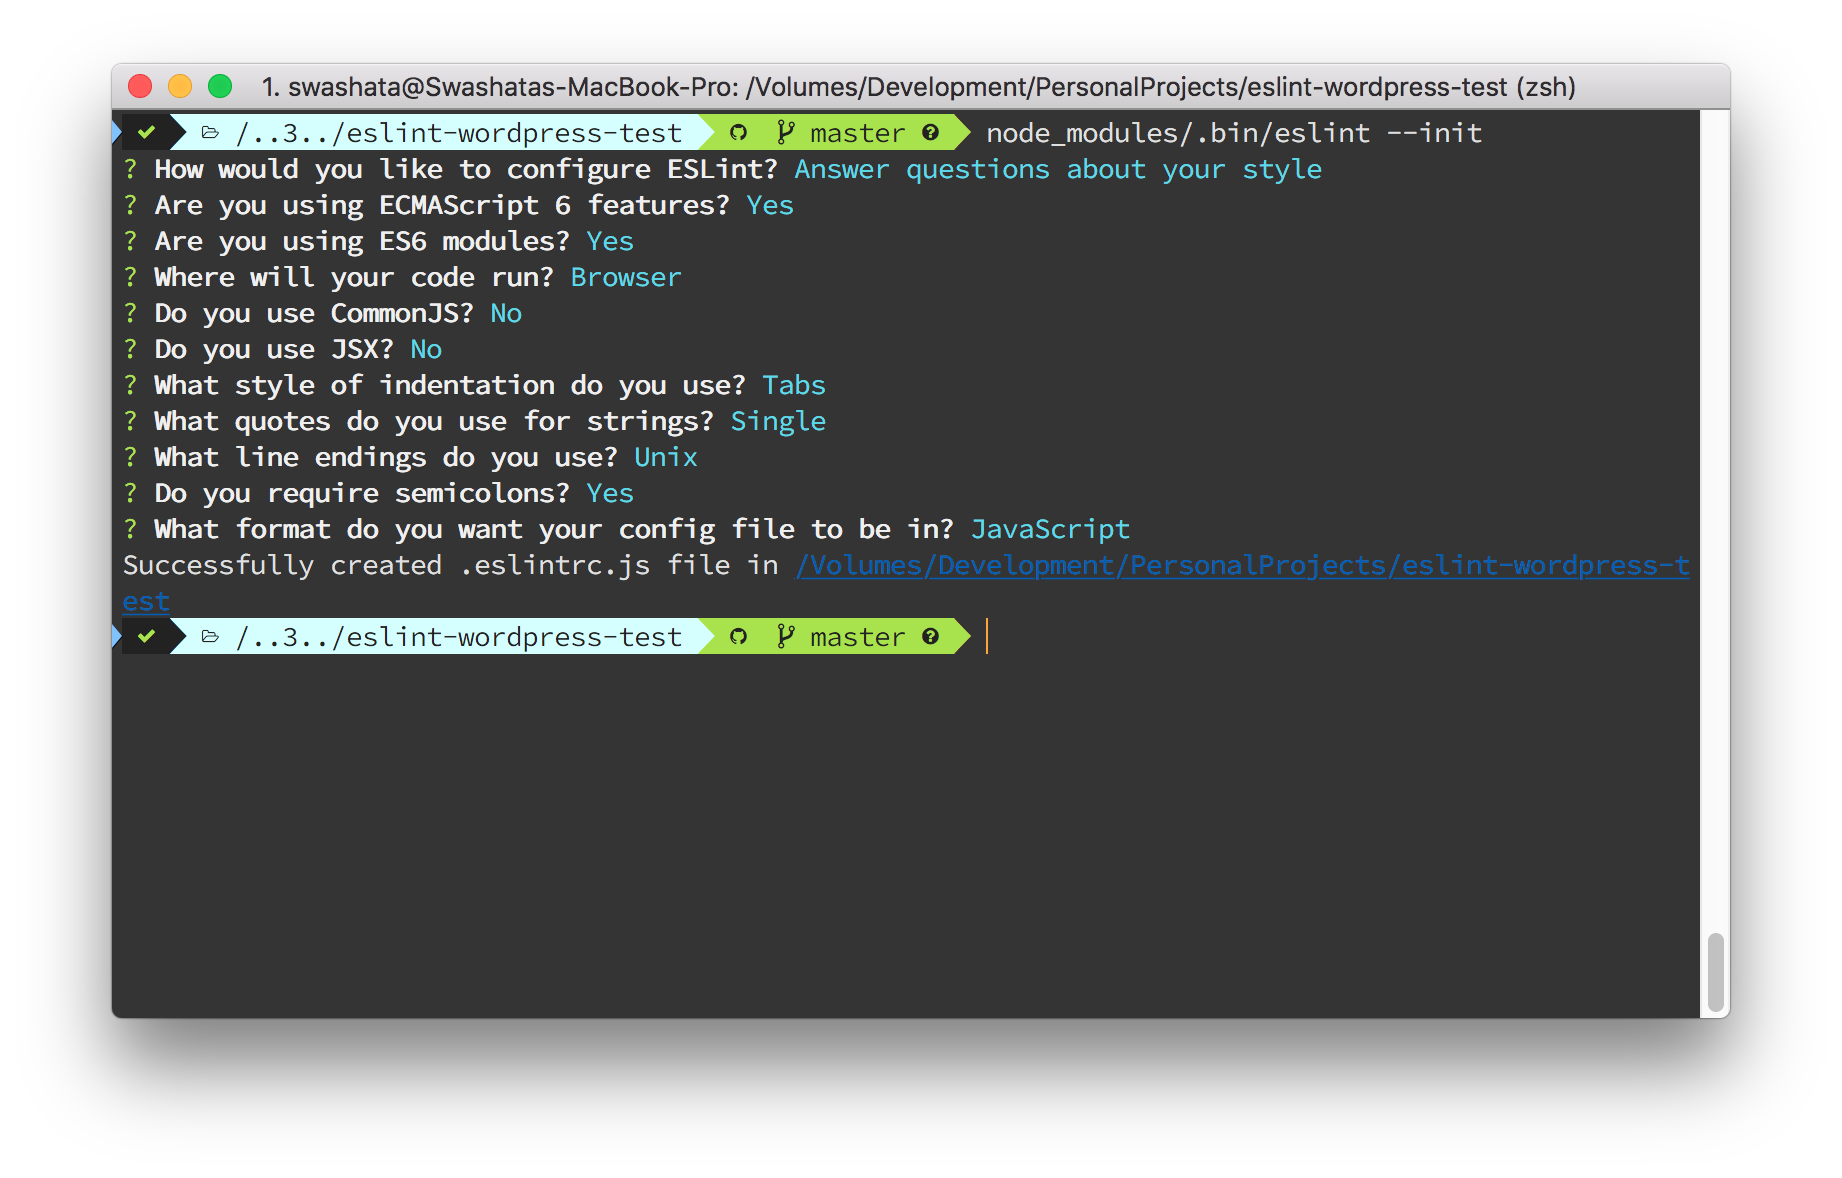 1. swashata@Swashatas-MacBook-Pro: /Volumes/Development/PersonalProjects/eslint-wordpress-test (zsh)
/..3../eslint-wordpress-test master node_modules/.bin/eslint --init
? How would you like to configure ESLint? Answer questions about your style
? Are you using ECMAScript 6 features? Yes
? Are you using ES6 modules? Yes
? Where will your code run? Browser
? Do you use CommonJS? No
? Do you use JSX? No
? What style of indentation do you use? Tabs
? What quotes do you use for strings? Single
? What line endings do you use? Unix
? Do you require semicolons? Yes
? What format do you want your config file to be in? JavaScript
Successfully created .eslintrc.js file in /Volumes/Development/PersonalProjects/eslint-wordpress-t
est
/..3../eslint-wordpress-test master